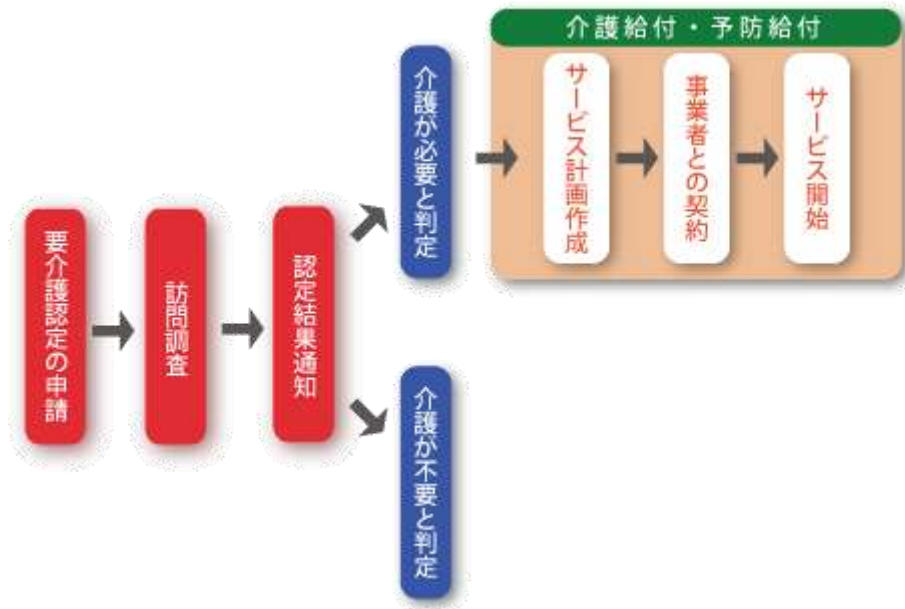 要介護認定の申請
訪問調査
認定結果通知
介護が必要と判定
介護が不要と判定
介護給付・予防給付
サービス計画作成
事業者との契約
サービス開始